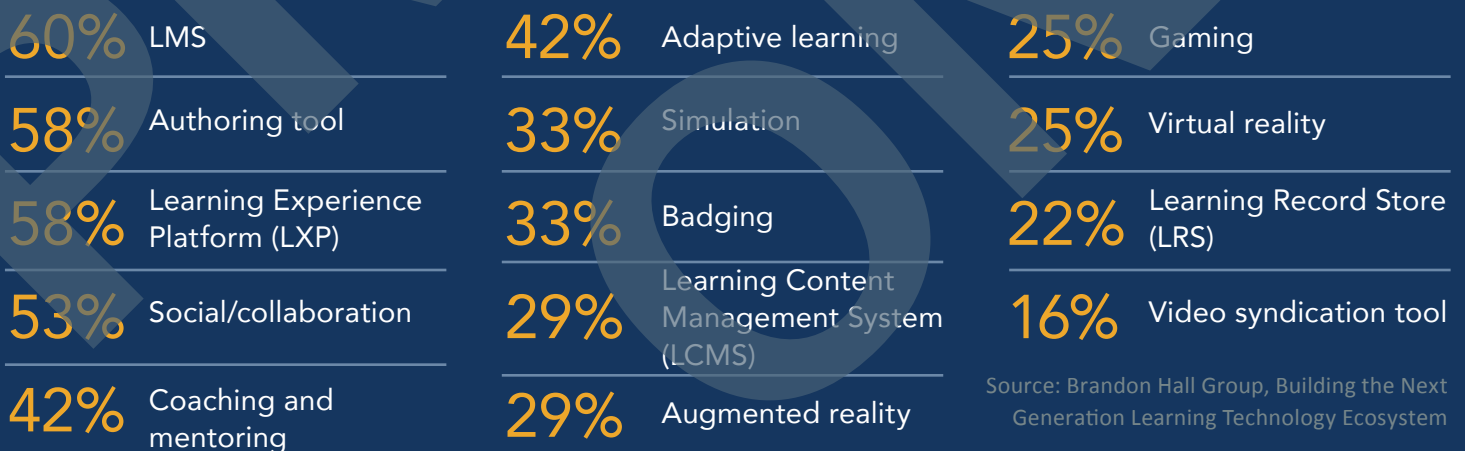 60% LMS
58% Authoring tool
58% Learning Experience
Platform (LXP)
53% Social/collaboration
42% Coaching and
mentoring
42% Adaptive learning
33% Simulation
33% Badging
29% Learning Content
Management System
(LCMS)
29% Augmented reality
25% Gaming
25% Virtual reality
22% Learning Record Store
(LRS)
16% Video syndication tool
Source: Brandon Hall Group, Building the Next
Generation Learning Technology Ecosystem